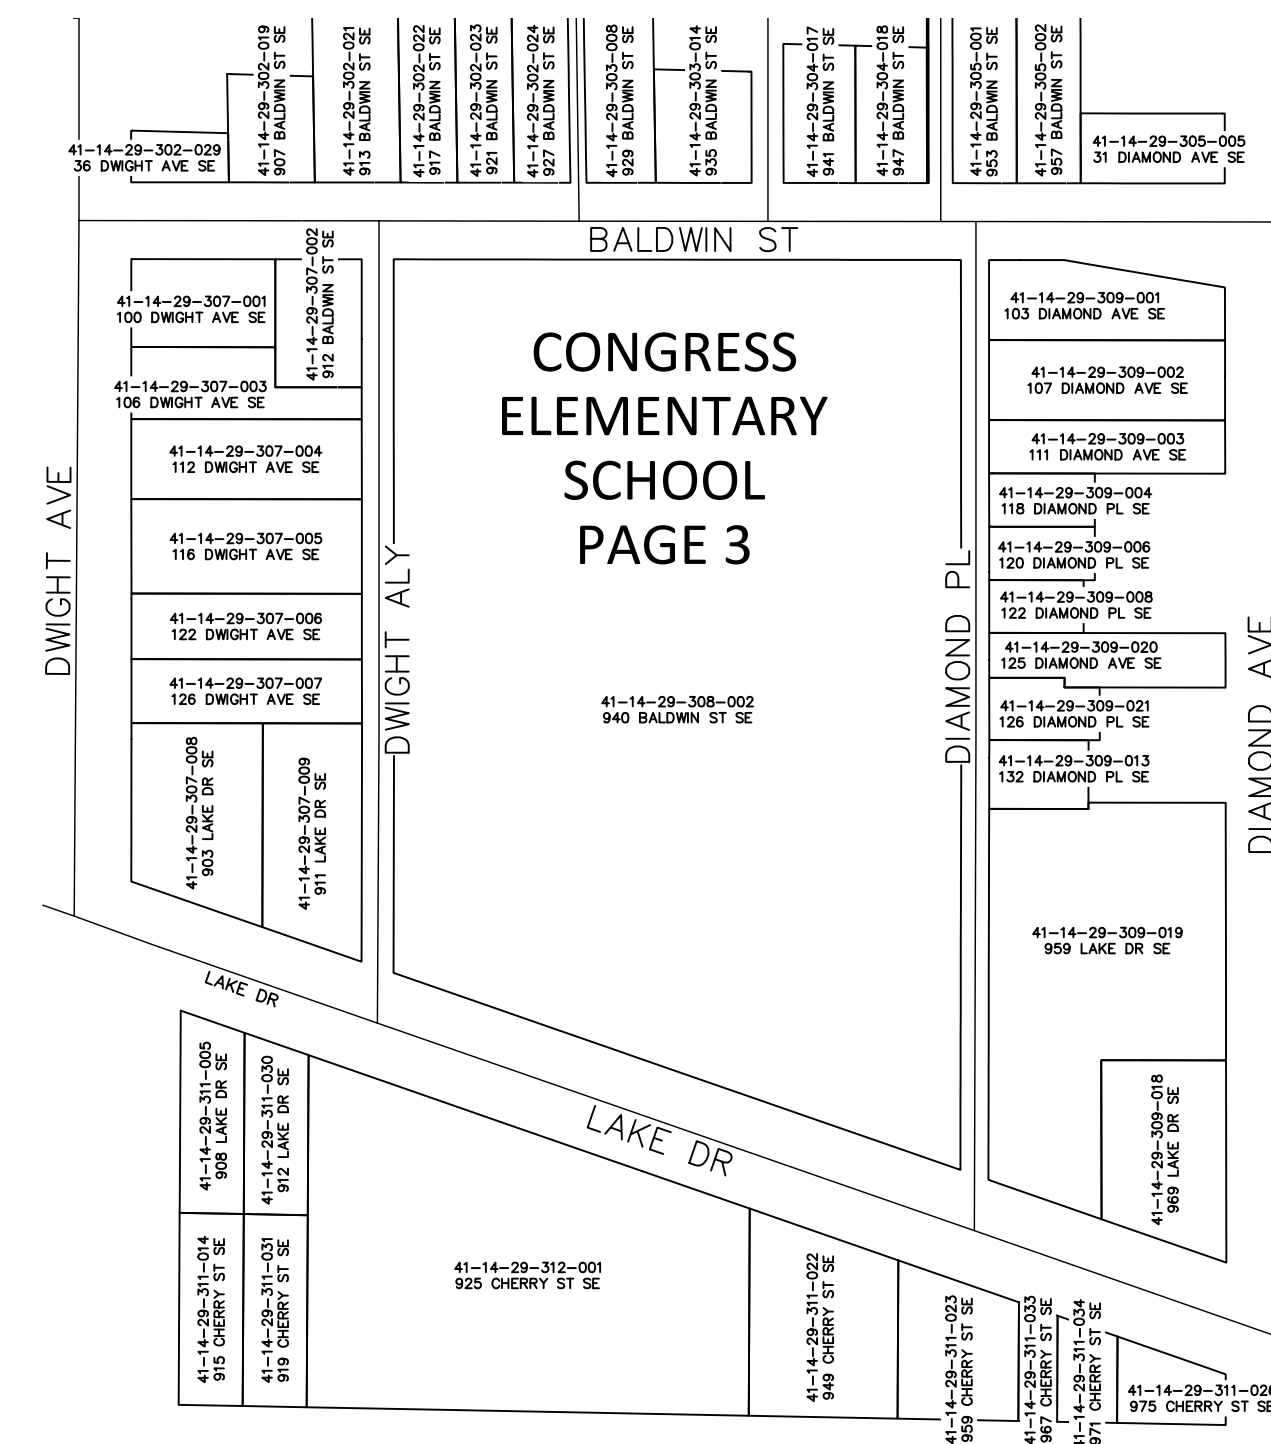 41-14-29-302-029
36 DWIGHT AVE SE
41-14-29-302-019
907 BALDWIN ST SE
41-14-29-302-021
913 BALDWIN ST SE
41-14-29-302-022
917 BALDWIN ST SE
41-14-29-302-023
921 BALDWIN ST SE
41-14-29-302-024
927 BALDWIN ST SE
41-14-29-303-008
929 BALDWIN ST SE
41-14-29-303-014
935 BALDWIN ST SE
41-14-29-304-017
941 BALDWIN ST SE
41-14-29-304-018
947 BALDWIN ST SE
41-14-29-305-001
953 BALDWIN ST SE
41-14-29-305-002
957 BALDWIN ST SE
41-14-29-305-005
31 DIAMOND AVE SE
BALDWIN ST
41-14-29-307-001
100 DWIGHT AVE SE
41-14-29-307-002
912 BALDWIN ST SE
41-14-29-307-003
106 DWIGHT AVE SE
41-14-29-307-004
112 DWIGHT AVE SE
41-14-29-307-005
116 DWIGHT AVE SE
41-14-29-307-006
122 DWIGHT AVE SE
41-14-29-307-007
126 DWIGHT AVE SE
41-14-29-307-008
903 LAKE DR SE
41-14-29-307-009
911 LAKE DR SE
DWIGHT AVE
DWIGHT ALY
CONGRESS
ELEMENTARY
SCHOOL
PAGE 3
41-14-29-308-002
940 BALDWIN ST SE
DIAMOND PL
41-14-29-309-001
103 DIAMOND AVE SE
41-14-29-309-002
107 DIAMOND AVE SE
41-14-29-309-003
111 DIAMOND AVE SE
41-14-29-309-004
118 DIAMOND PL SE
41-14-29-309-006
120 DIAMOND PL SE
41-14-29-309-008
122 DIAMOND PL SE
41-14-29-309-020
125 DIAMOND AVE SE
41-14-29-309-021
126 DIAMOND PL SE
41-14-29-309-013
132 DIAMOND PL SE
DIAMOND AVE
41-14-29-309-019
959 LAKE DR SE
41-14-29-309-018
969 LAKE DR SE
LAKE DR
LAKE DR
41-14-29-311-005
908 LAKE DR SE
41-14-29-311-030
912 LAKE DR SE
41-14-29-311-014
915 CHERRY ST SE
41-14-29-311-031
919 CHERRY ST SE
41-14-29-312-001
925 CHERRY ST SE
41-14-29-311-022
949 CHERRY ST SE
41-14-29-311-023
959 CHERRY ST SE
41-14-29-311-033
967 CHERRY ST SE
41-14-29-311-034
971 CHERRY ST SE
41-14-29-311-026
975 CHERRY ST SE